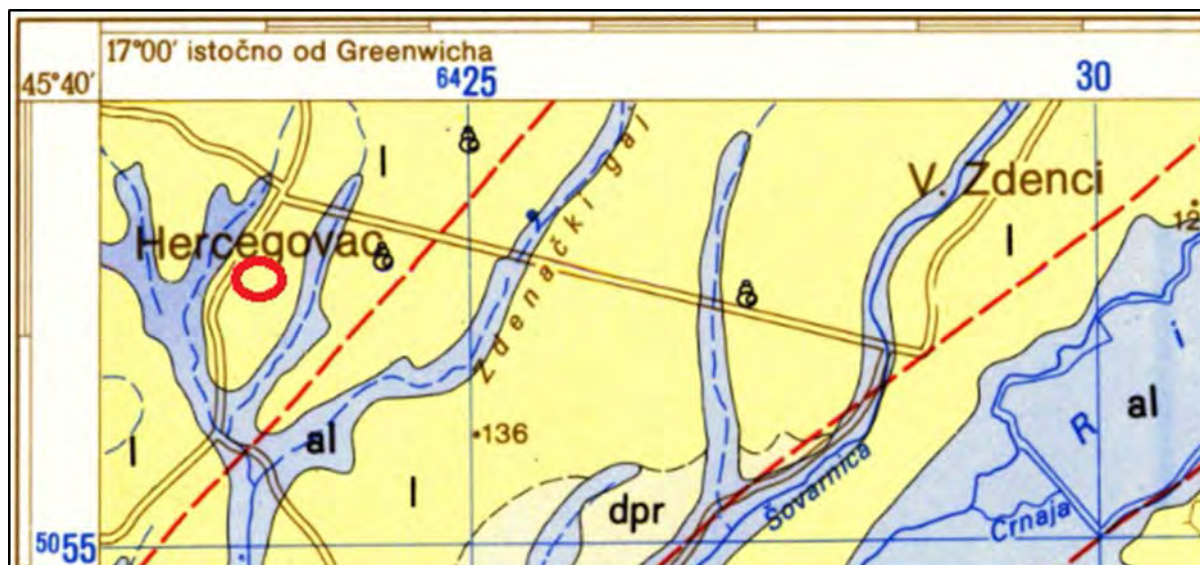 17°00' istočno od Greenwicha
45°40'
6425
30
l
Zdenački gaj
V. Zdenci
12
Hercegovac
l
i
al
R
136
al
l
l
dpr
Šovarnica
Crnaja
5055